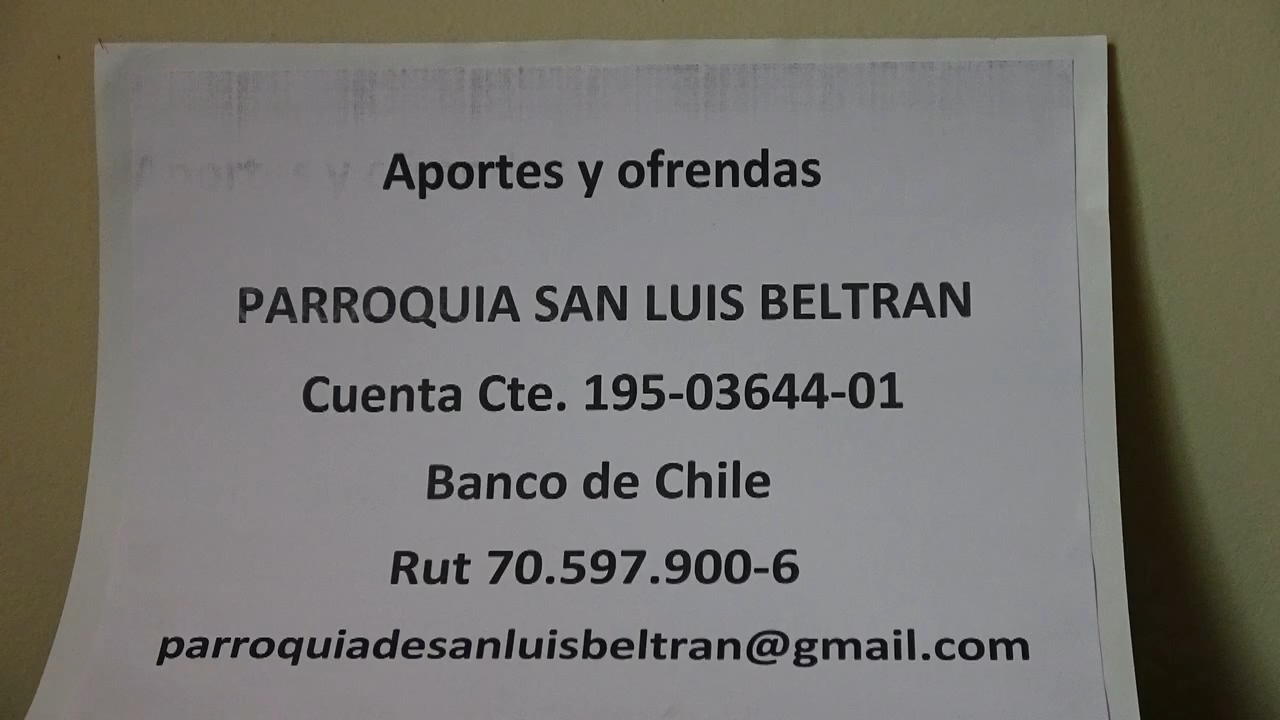 Aportes y ofrendas
PARROQUIA SAN LUIS BELTRAN
Cuenta Cte. 195-03644-01
Banco de Chile
Rut 70.597.900-6
parroquiadesanluisbeltran@gmail.com